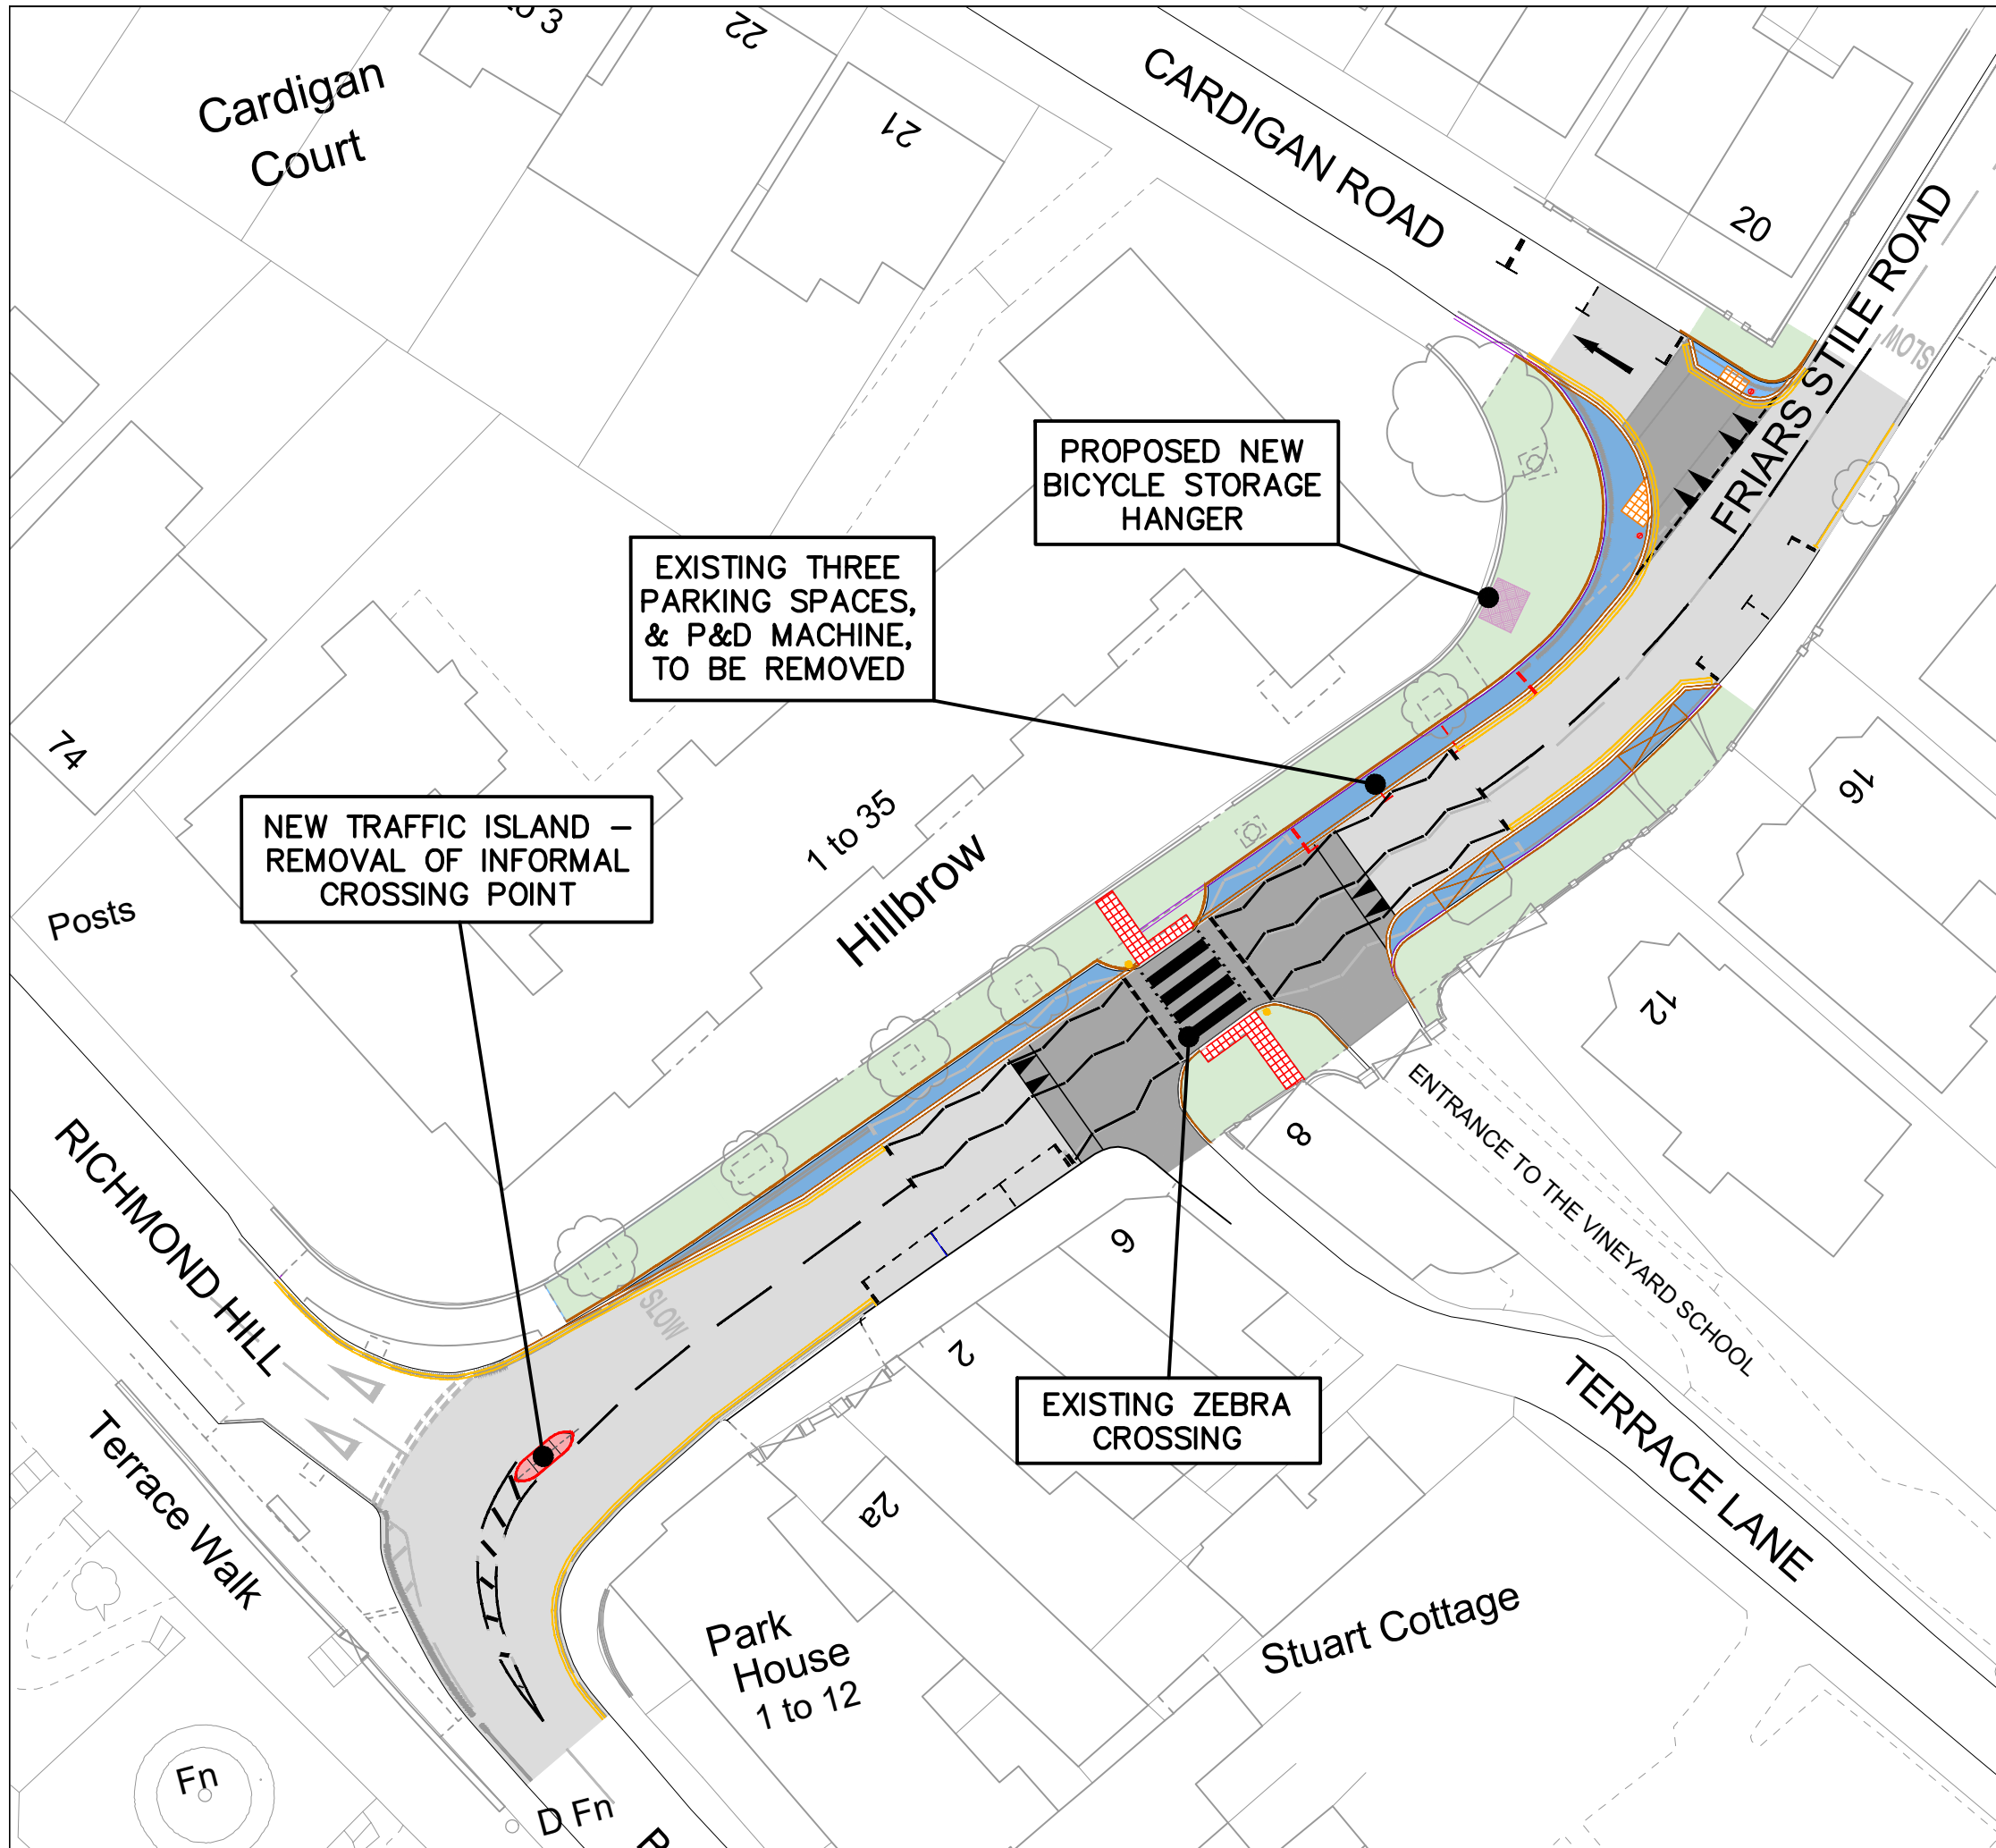 Cardigan
Court
22
21
CARDIGAN ROAD
20
FRIARS STILE ROAD
SLOW
PROPOSED NEW
BICYCLE STORAGE
HANGER
EXISTING THREE
PARKING SPACES,
& P&D MACHINE,
TO BE REMOVED
74
NEW TRAFFIC ISLAND –
REMOVAL OF INFORMAL
CROSSING POINT
1 to 35
Hillbrow
Posts
16
12
8
6
2
ENTRANCE TO THE VINEYARD SCHOOL
RICHMOND HILL
SLOW
Terrace Walk
EXISTING ZEBRA
CROSSING
TERRACE LANE
2a
Park
House
1 to 12
Stuart Cottage
Fn
D Fn